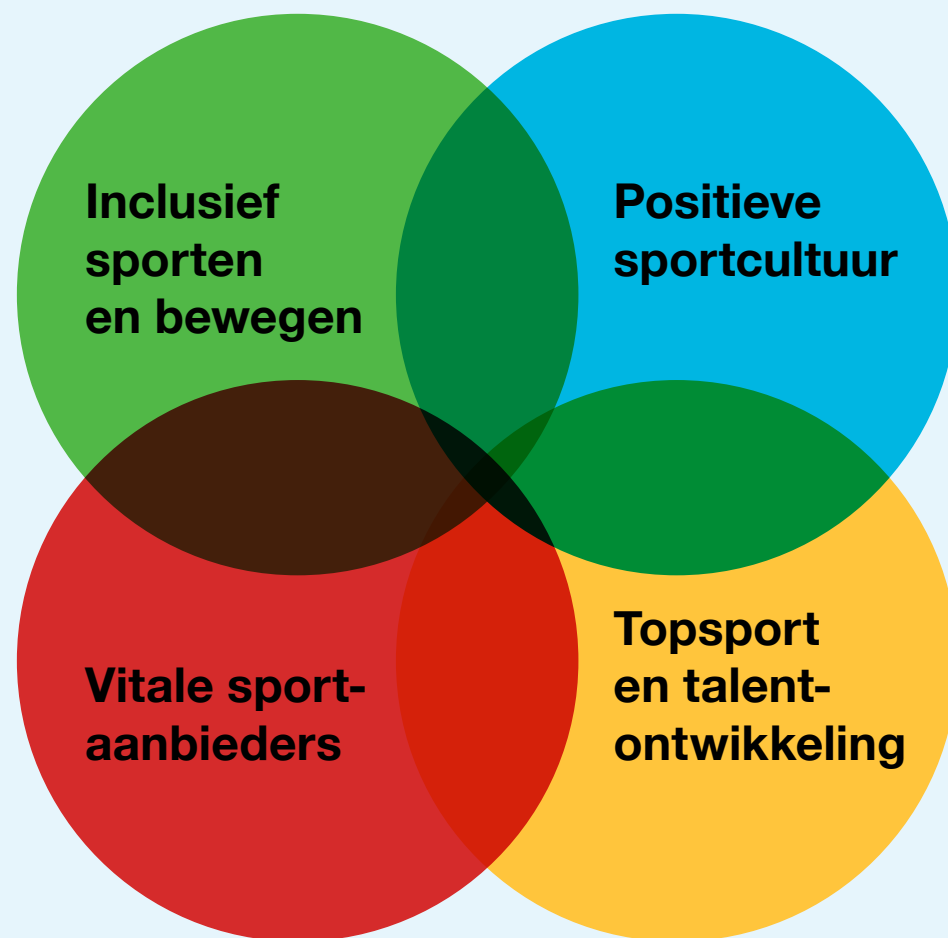 Inclusief
sporten
en bewegen
Positieve
sportcultuur
Vitale sport-
aanbieders
Topsport
en talent-
ontwikkeling